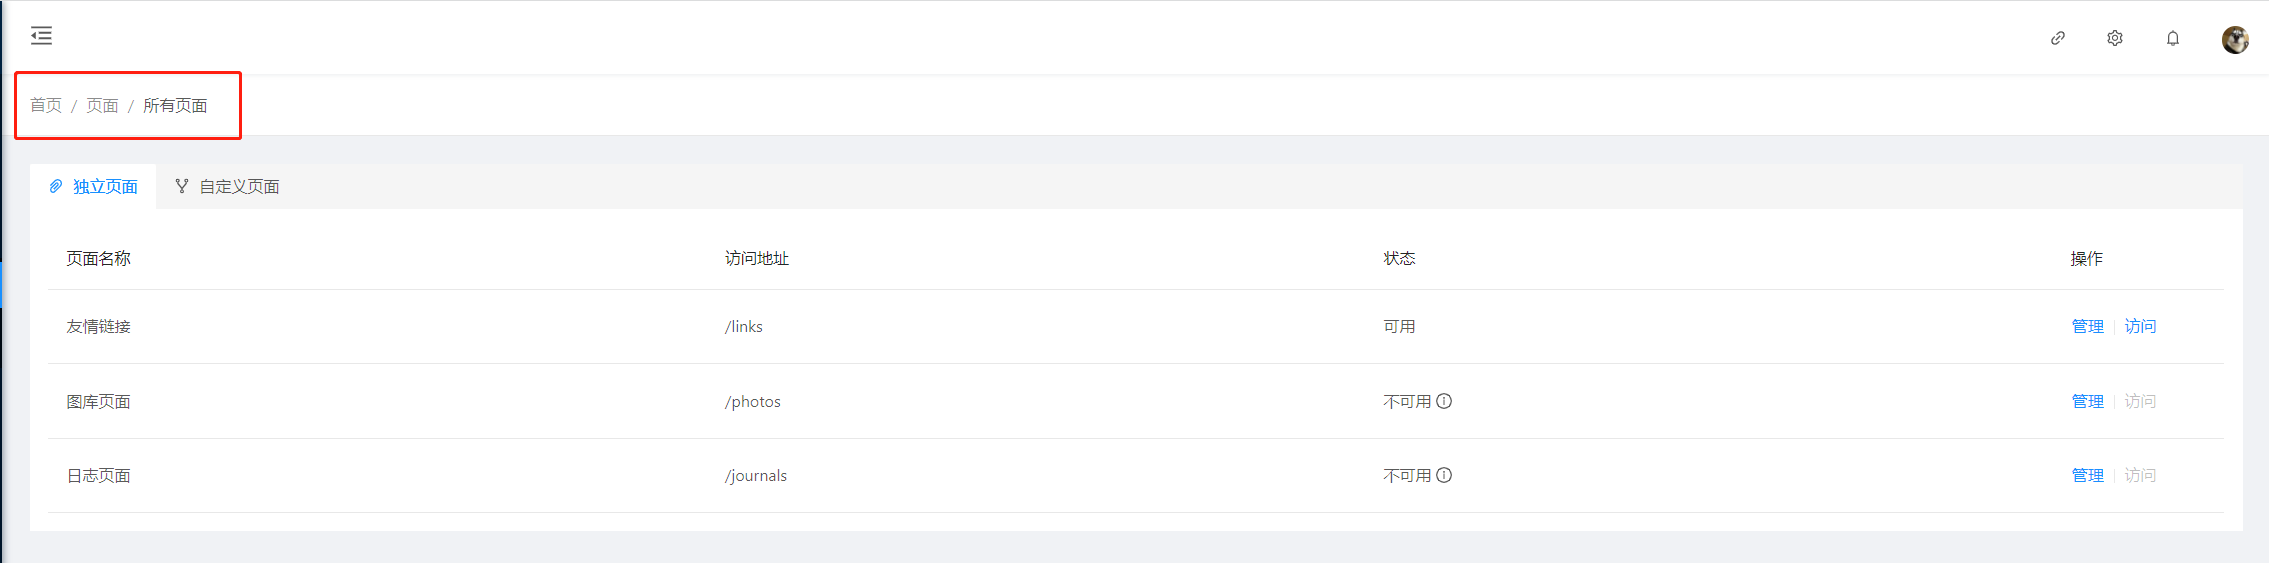 首页 / 页面 / 所有页面
独立页面 自定义页面
页面名称 访问地址 状态 操作
友情链接 /links 可用 管理 访问
图库页面 /photos 不可用 管理 访问
日志页面 /journals 不可用 管理 访问